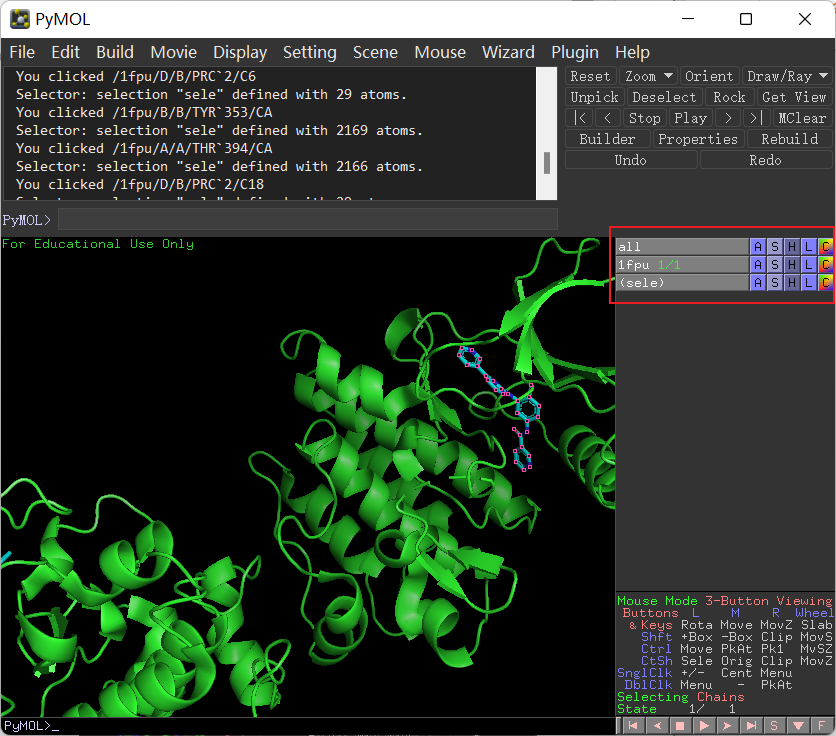 PyMOL
File Edit Build Movie Display Setting Scene Mouse Wizard Plugin Help
You clicked /1fpu/D/B/PRC`2/C6
Selector: selection "sele" defined with 29 atoms.
You clicked /1fpu/B/B/TYR`353/CA
Selector: selection "sele" defined with 2169 atoms.
You clicked /1fpu/A/A/THR`394/CA
Selector: selection "sele" defined with 2166 atoms.
You clicked /1fpu/D/B/PRC`2/C18
Reset Zoom ▼ Orient Draw/Ray ▼
Unpick Deselect Rock Get View
|< < Stop Play > >| MClear
Builder Properties Rebuild
Undo Redo
PyMOL>
For Educational Use Only
all A S H L C
1fpu 1/1 A S H L C
(sele) A S H L C
Mouse Mode 3-Button Viewing
Buttons L M R Wheel
& Keys Rota Move MovZ Slab
Shft +Box -Box Clip MovS
Ctrl Move PkAt Pk1 MvSZ
CtSh Sele Orig Clip MovZ
SnglClk +/- Cent Menu
DblClk Menu - PkAt
Selecting Chains
State 1/ 1
PyMOL>_
S F